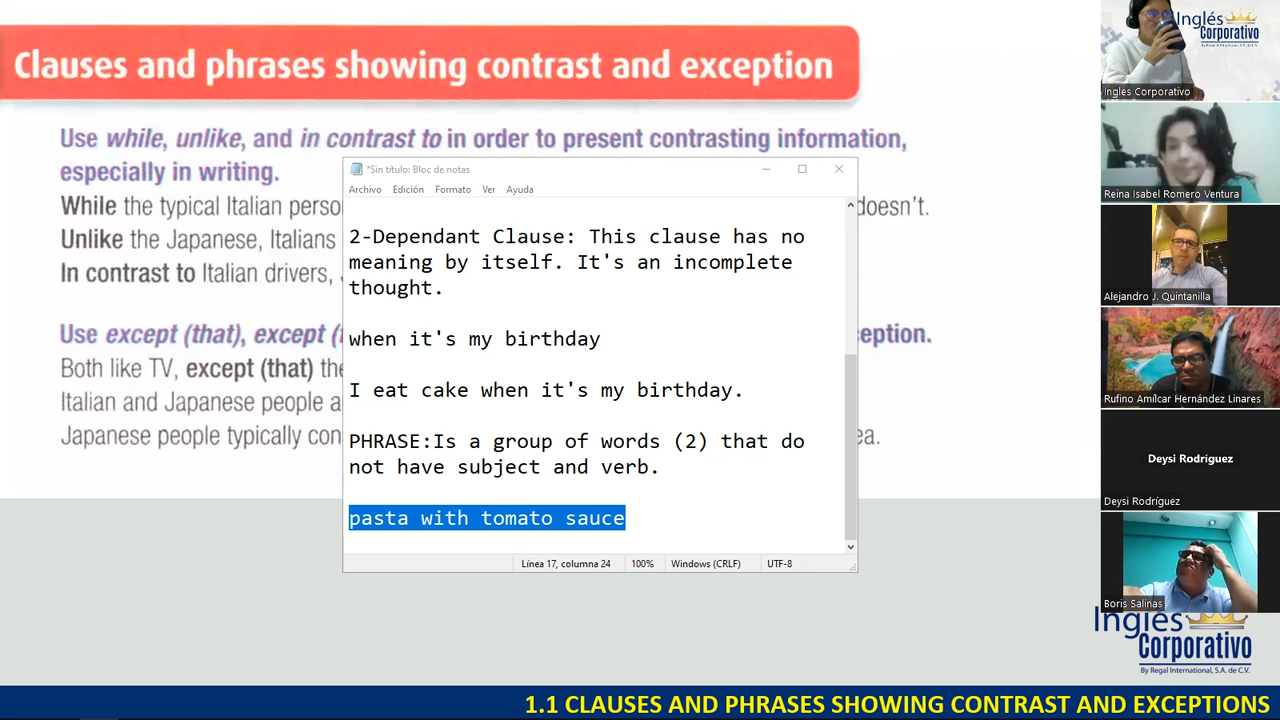 Clauses and phrases showing contrast and exception
Use while, unlike, and in contrast to in order to present contrasting information,
especially in writing.
While the typical Italian perso
doesn't.
Unlike the Japanese, Italians
In contrast to Italian drivers,
Use except (that), except (
ception.
Both like TV, except (that) the
Italian and Japanese people a
Japanese people typically con
ea.
*Sin título: Bloc de notas
Archivo Edición Formato Ver Ayuda
2-Dependant Clause: This clause has no
meaning by itself. It's an incomplete
thought.
when it's my birthday
I eat cake when it's my birthday.
PHRASE:Is a group of words (2) that do
not have subject and verb.
pasta with tomato sauce
Línea 17, columna 24 100% Windows (CRLF) UTF-8
Inglés
Corporativo
By Regal International, S.A. de C.V.
Ingles Corporativo
Reina Isabel Romero Ventura
Alejandro J. Quintanilla
Rufino Amílcar Hernández Linares
Deysi Rodríguez
Deysi Rodríguez
Boris Salinas
Inglés
Corporativo
By Regal International, S.A. de C.V.
1.1 CLAUSES AND PHRASES SHOWING CONTRAST AND EXCEPTIONS